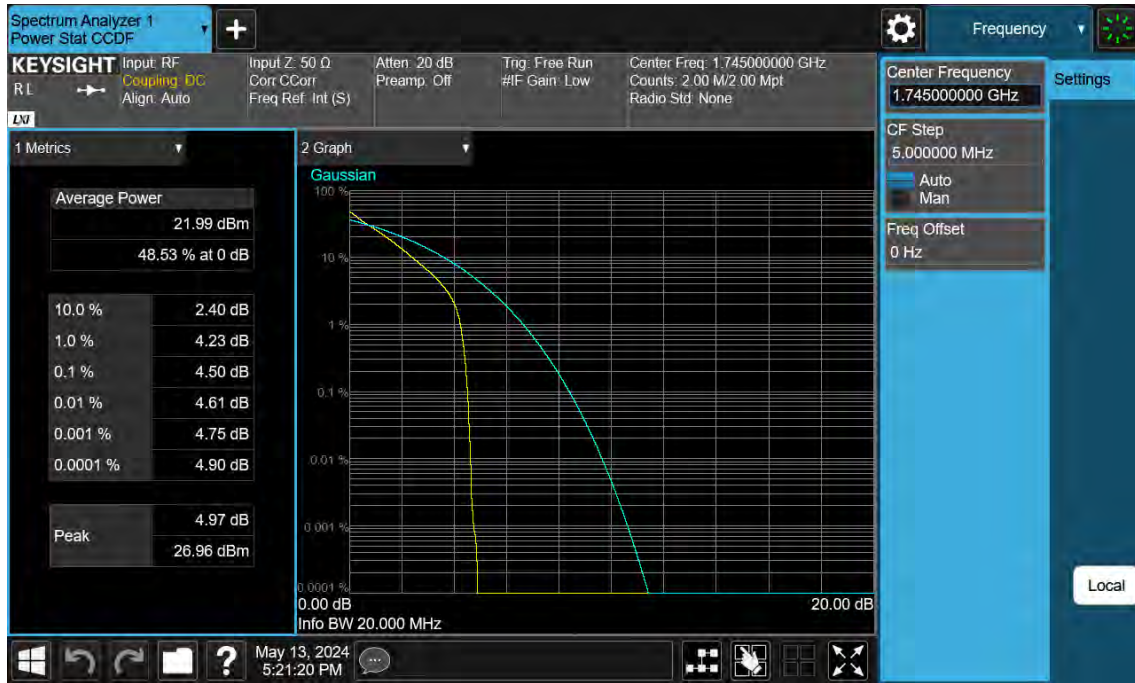 Spectrum Analyzer 1
Power Stat CCDF
+
Frequency
KEYSIGHT
R L
LXI
Input: RF
Coupling: DC
Align: Auto
Input Z: 50 Ω
Corr CCorr
Freq Ref: Int (S)
Atten: 20 dB
Preamp: Off
Trig: Free Run
#IF Gain: Low
Center Freq: 1.745000000 GHz
Counts: 2.00 M/2.00 Mpt
Radio Std: None
Center Frequency
1.745000000 GHz
Settings
CF Step
5.000000 MHz
Auto
Man
Freq Offset
0 Hz
Local
1 Metrics
Average Power
21.99 dBm
48.53 % at 0 dB
10.0 % 2.40 dB
1.0 % 4.23 dB
0.1 % 4.50 dB
0.01 % 4.61 dB
0.001 % 4.75 dB
0.0001 % 4.90 dB
Peak 4.97 dB
26.96 dBm
2 Graph
Gaussian
100 %
10 %
1 %
0.1 %
0.01 %
0.001 %
0.0001 %
0.00 dB 20.00 dB
Info BW 20.000 MHz
?
May 13, 2024
5:21:20 PM